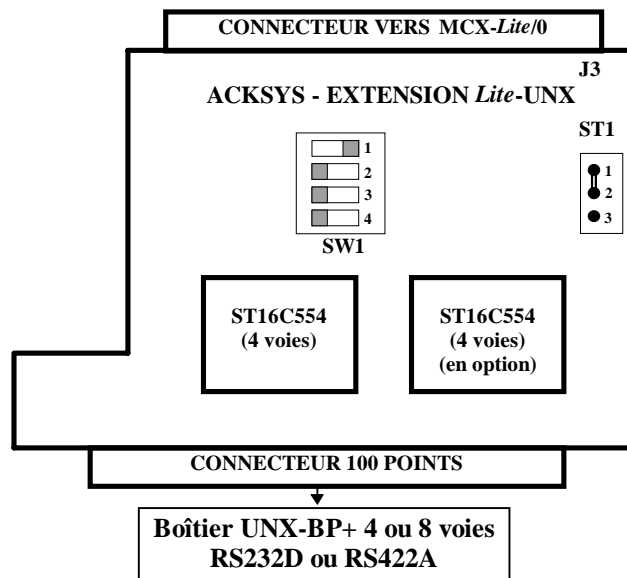 CONNECTEUR VERS MCX-Lite/0
J3
ACKSYS - EXTENSION Lite-UNX
ST1
1
2
3
4
SW1
1
2
3
ST16C554
(4 voies)
ST16C554
(4 voies)
(en option)
CONNECTEUR 100 POINTS
Boîtier UNX-BP+ 4 ou 8 voies
RS232D ou RS422A